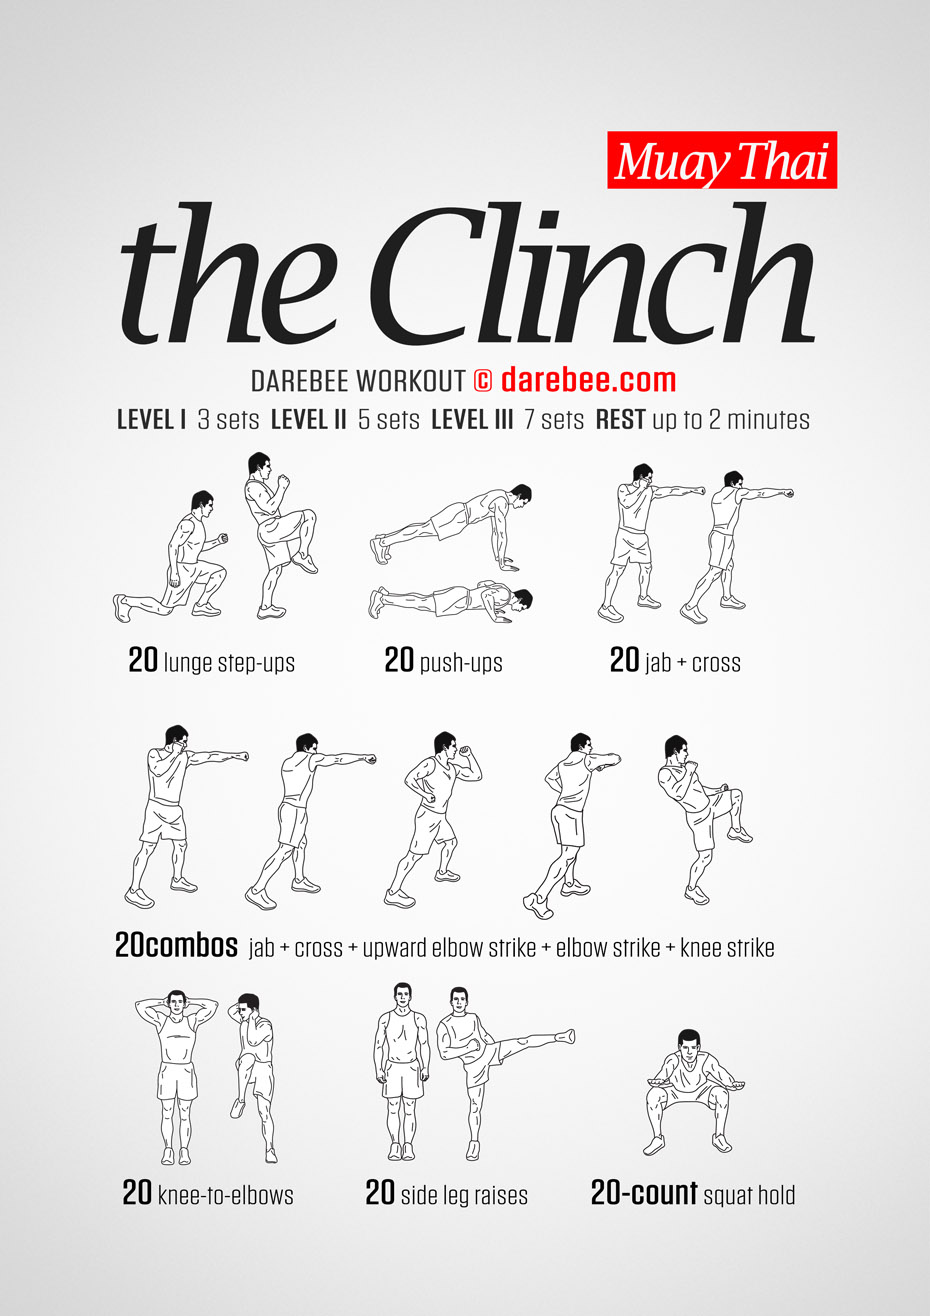 Muay Thai
the Clinch
DAREBEE WORKOUT © darebee.com
LEVEL I 3 sets LEVEL II 5 sets LEVEL III 7 sets REST up to 2 minutes
20 lunge step-ups
20 push-ups
20 jab + cross
20combos jab + cross + upward elbow strike + elbow strike + knee strike
20 knee-to-elbows
20 side leg raises
20-count squat hold